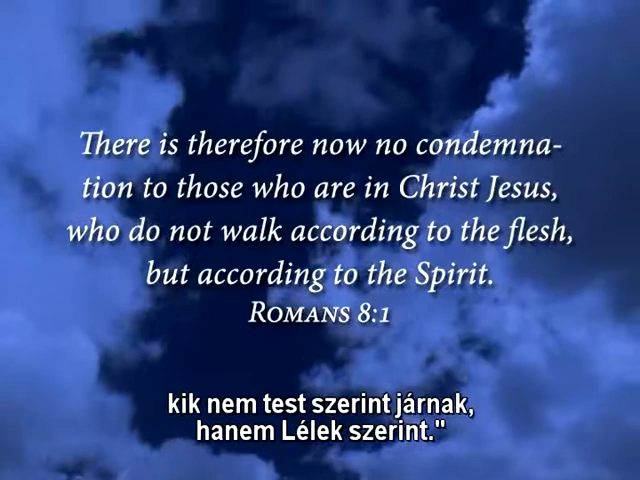 There is therefore now no condemna-
tion to those who are in Christ Jesus,
who do not walk according to the flesh,
but according to the Spirit.
ROMANS 8:1
kik nem test szerint járnak,
hanem Lélek szerint."